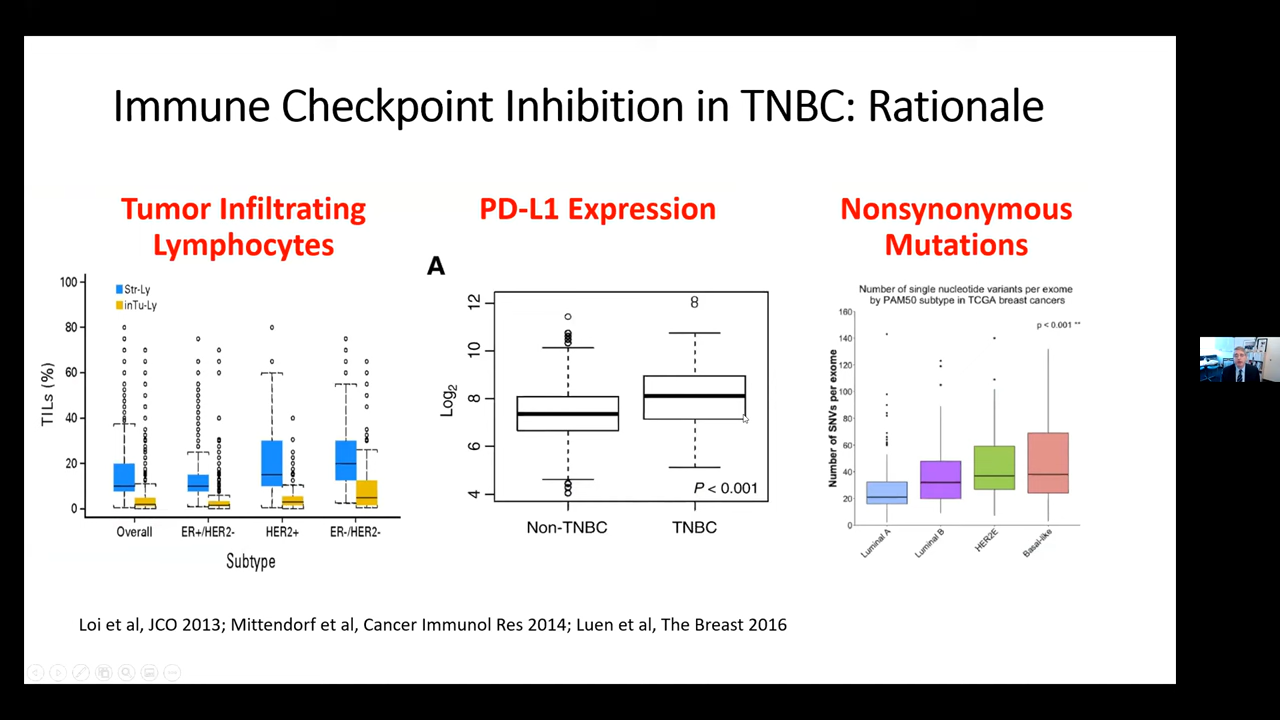 Immune Checkpoint Inhibition in TNBC: Rationale
Tumor Infiltrating
Lymphocytes
100
80
60
40
20
0
TILs (%)
Str-Ly
inTu-Ly
Overall
ER+/HER2-
HER2+
ER-/HER2-
Subtype
PD-L1 Expression
A
12
10
8
6
4
Log2
P < 0.001
Non-TNBC
TNBC
Nonsynonymous
Mutations
Number of single nucleotide variants per exome
by PAM50 subtype in TCGA breast cancers
p < 0.001 **
160
140
120
100
80
60
40
20
0
Number of SNVs per exome
Luminal A
Luminal B
HER2E
Basal-like
Loi et al, JCO 2013; Mittendorf et al, Cancer Immunol Res 2014; Luen et al, The Breast 2016